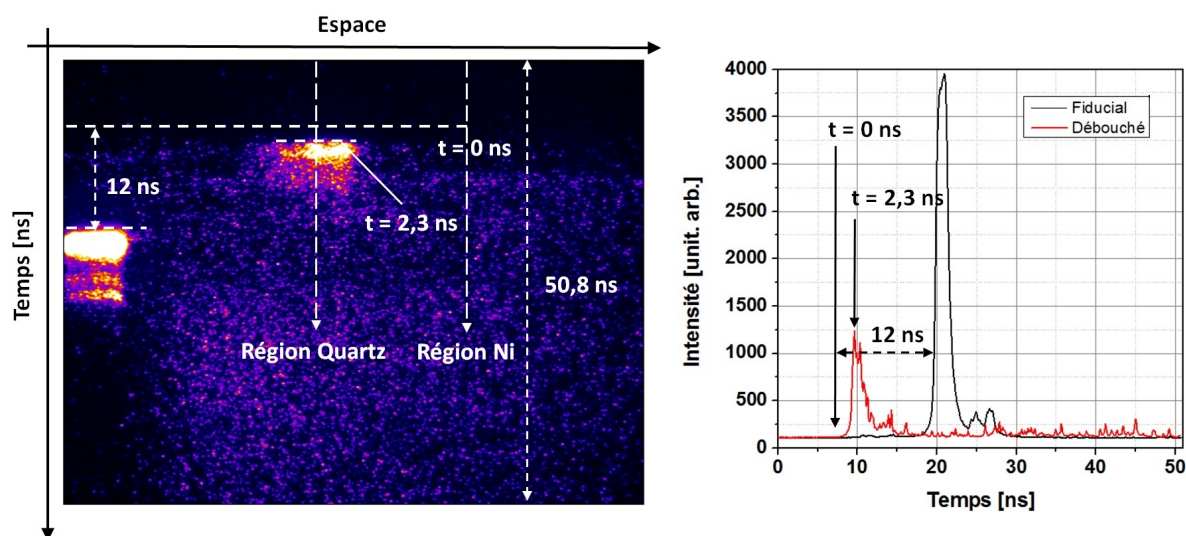 Espace
Temps [ns]
12 ns
t = 0 ns
t = 2,3 ns
50,8 ns
Région Quartz
Région Ni
4000
3500
3000
2500
2000
1500
1000
500
0
Intensité [unit. arb.]
Fiducial
Débouché
t = 0 ns
t = 2,3 ns
12 ns
0 10 20 30 40 50
Temps [ns]